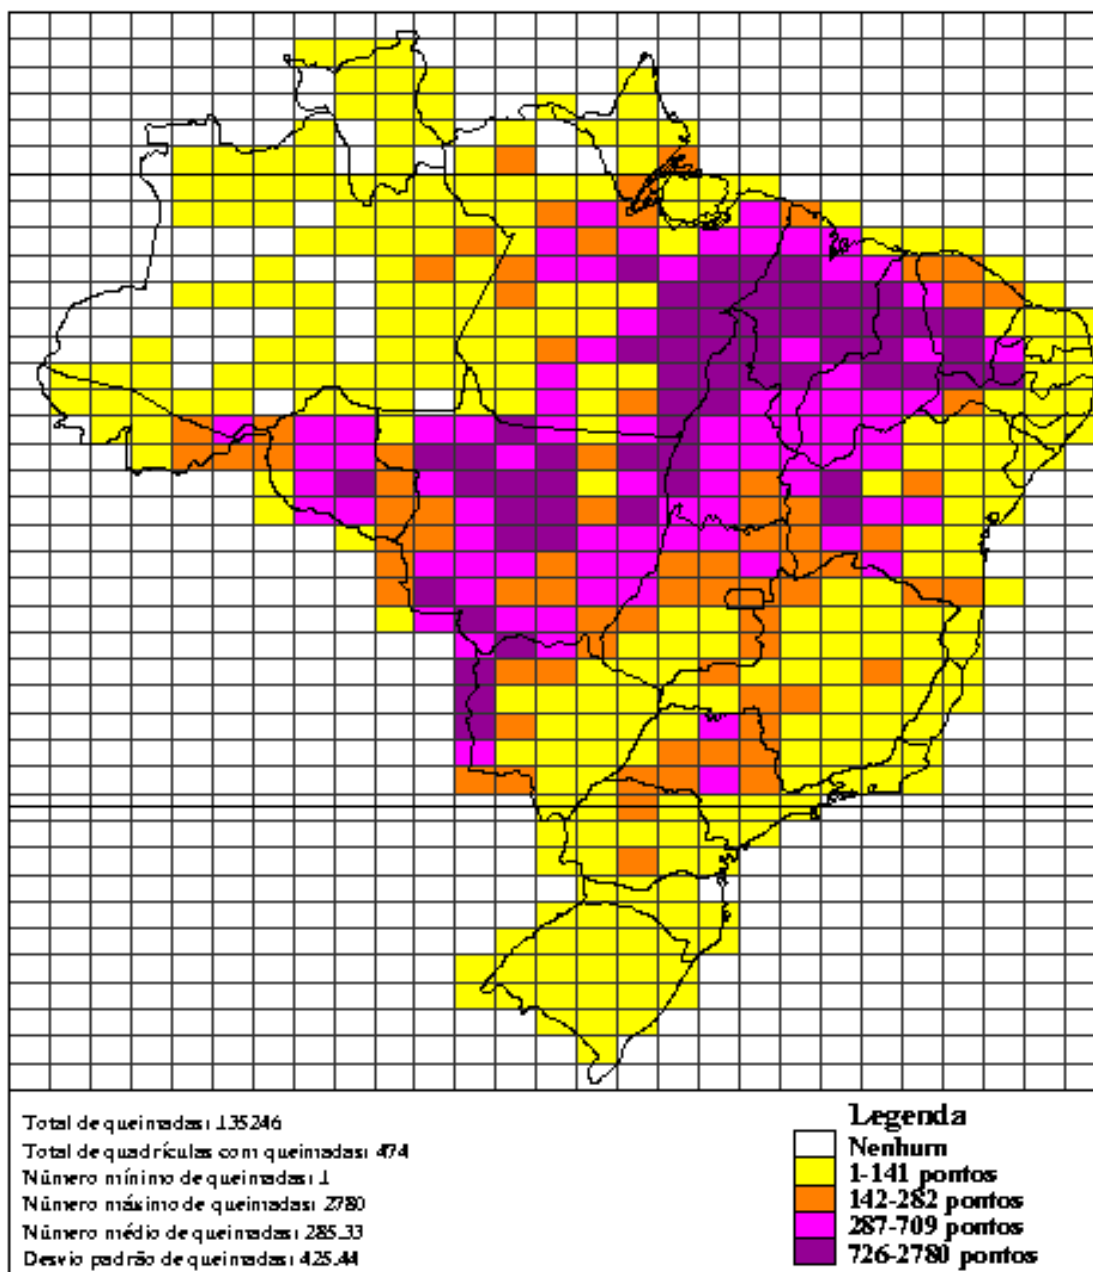 Total de queimadas: 135246
Total de quadrículas com queimadas: 474
Número mínimo de queimadas: 1
Número máximo de queimadas: 2780
Número médio de queimadas: 285.33
Desvio padrão de queimadas: 425.44
Legenda
Nenhum
1-141 pontos
142-282 pontos
287-709 pontos
726-2780 pontos